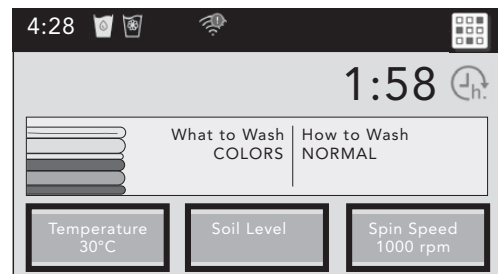 4:28
1:58 h.
What to Wash
COLORS
How to Wash
NORMAL
Temperature
30°C
Soil Level
Spin Speed
1000 rpm